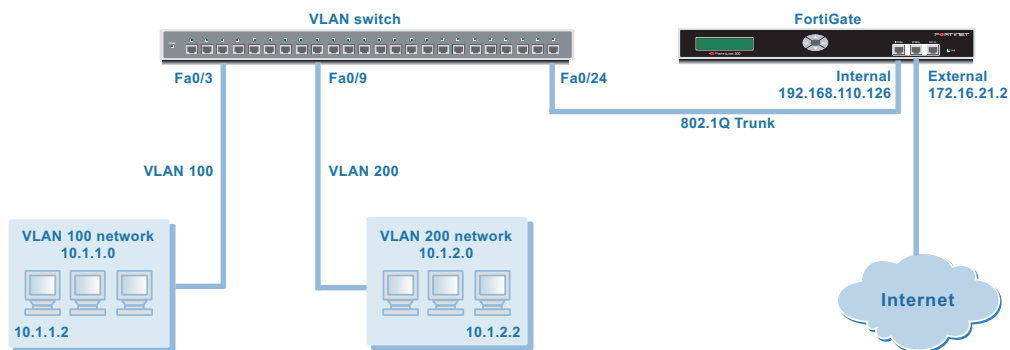 VLAN switch
FortiGate
FORTINET
Fa0/3
Fa0/9
Fa0/24
Internal
192.168.110.126
External
172.16.21.2
802.1Q Trunk
VLAN 100
VLAN 200
VLAN 100 network
10.1.1.0
10.1.1.2
VLAN 200 network
10.1.2.0
10.1.2.2
Internet